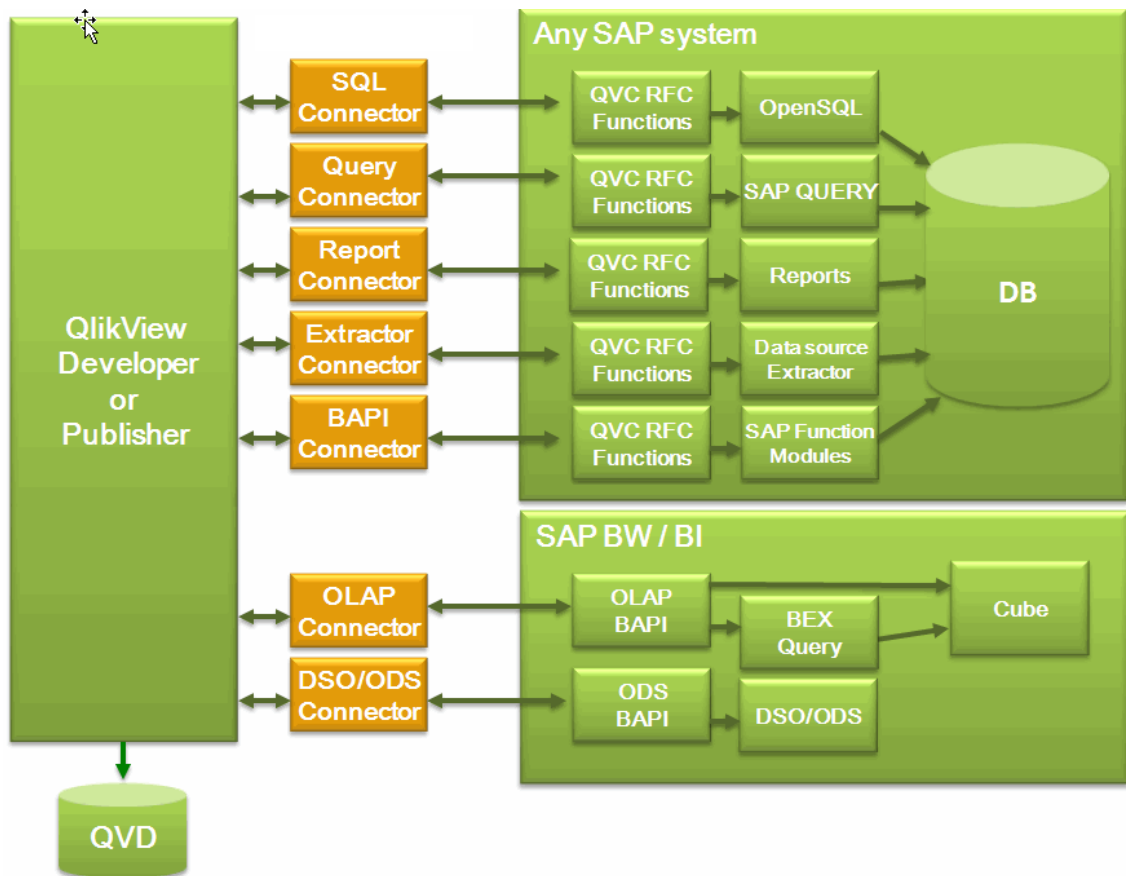 QlikView
Developer
or
Publisher
QVD
SQL
Connector
Query
Connector
Report
Connector
Extractor
Connector
BAPI
Connector
OLAP
Connector
DSO/ODS
Connector
Any SAP system
QVC RFC
Functions
OpenSQL
QVC RFC
Functions
SAP QUERY
QVC RFC
Functions
Reports
QVC RFC
Functions
Data source
Extractor
QVC RFC
Functions
SAP Function
Modules
DB
SAP BW / BI
OLAP
BAPI
BEX
Query
Cube
ODS
BAPI
DSO/ODS